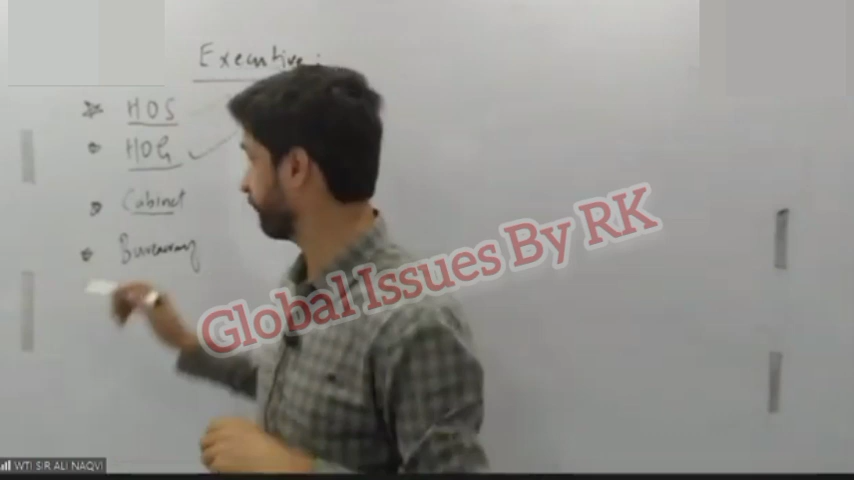 Executive:
HOS
HOG
Cabinet
Bureaucracy
Global Issues By RK
WTI SIR ALI NAQVI